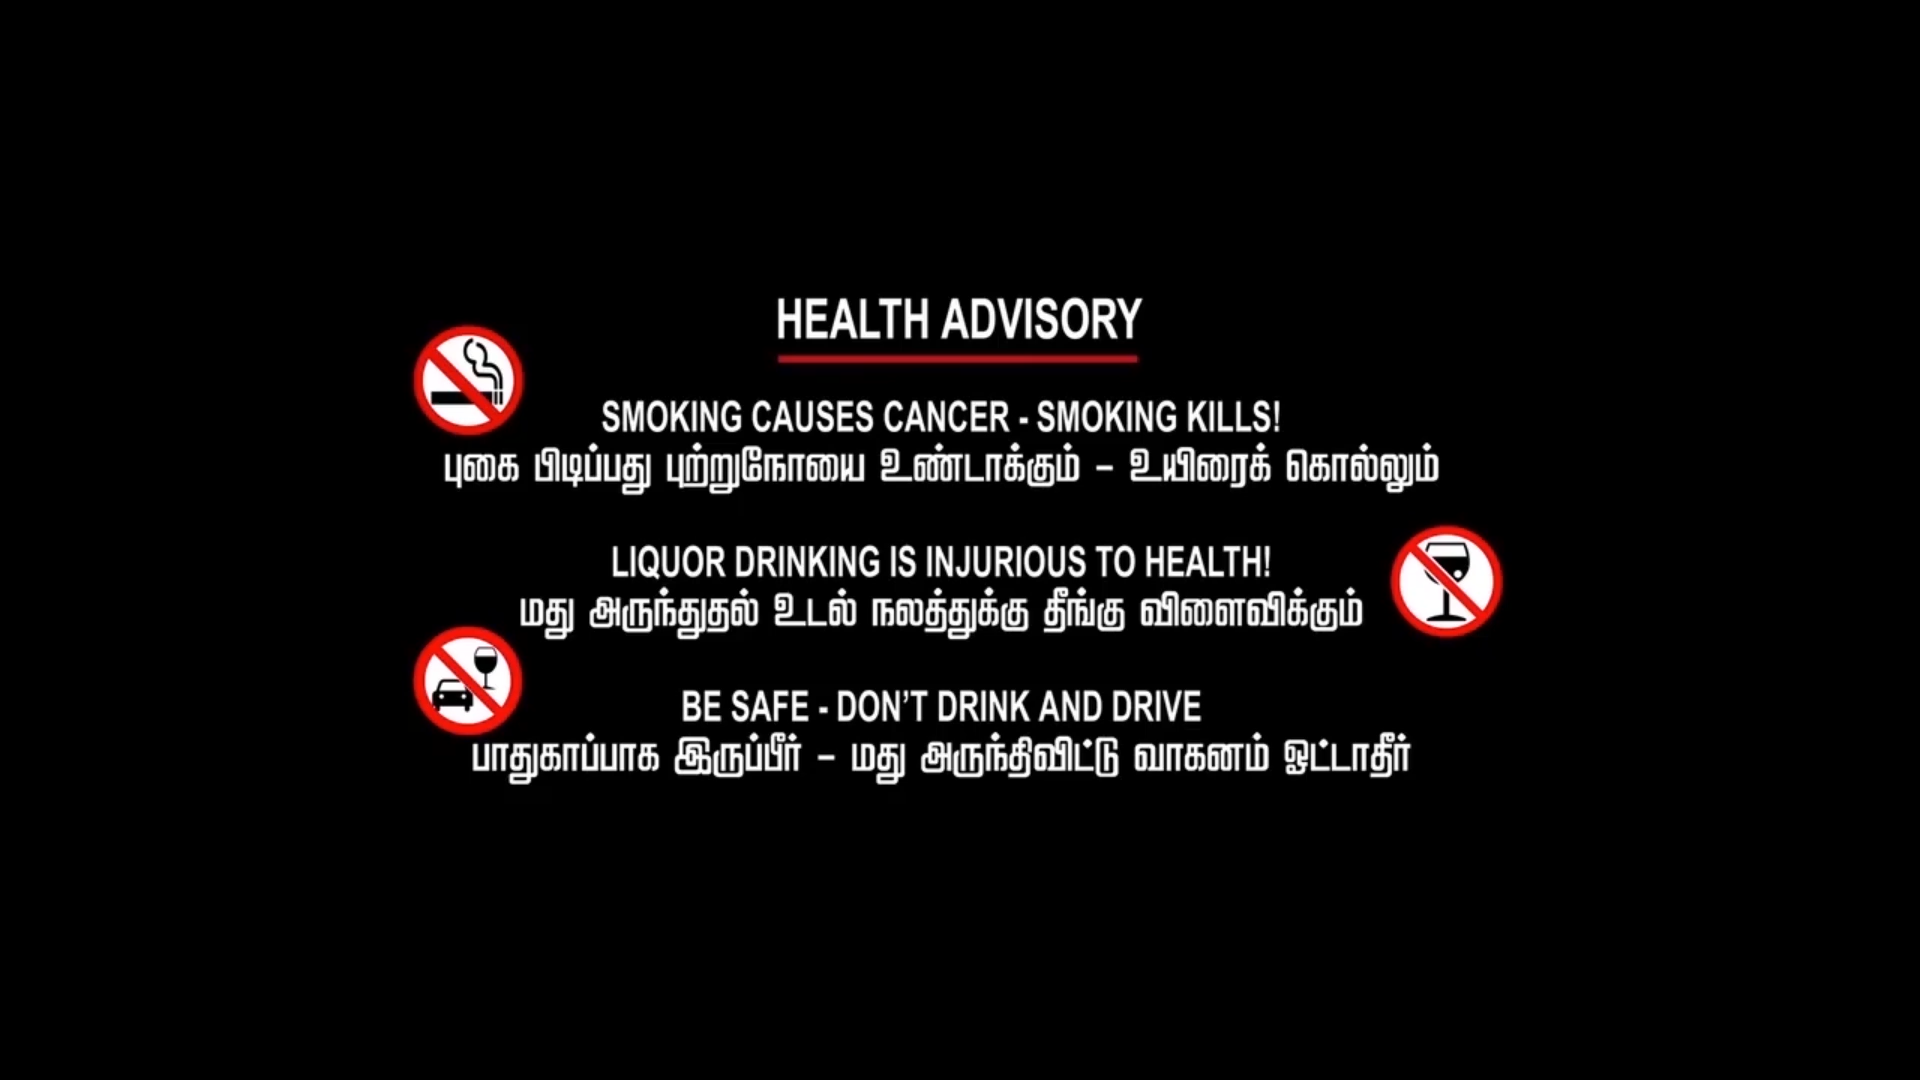 HEALTH ADVISORY
SMOKING CAUSES CANCER - SMOKING KILLS!
புகை பிடிப்பது புற்றுநோயை உண்டாக்கும் – உயிரைக் கொல்லும்
LIQUOR DRINKING IS INJURIOUS TO HEALTH!
மது அருந்துதல் உடல் நலத்துக்கு தீங்கு விளைவிக்கும்
BE SAFE - DON’T DRINK AND DRIVE
பாதுகாப்பாக இருப்பீர் – மது அருந்திவிட்டு வாகனம் ஓட்டாதீர்